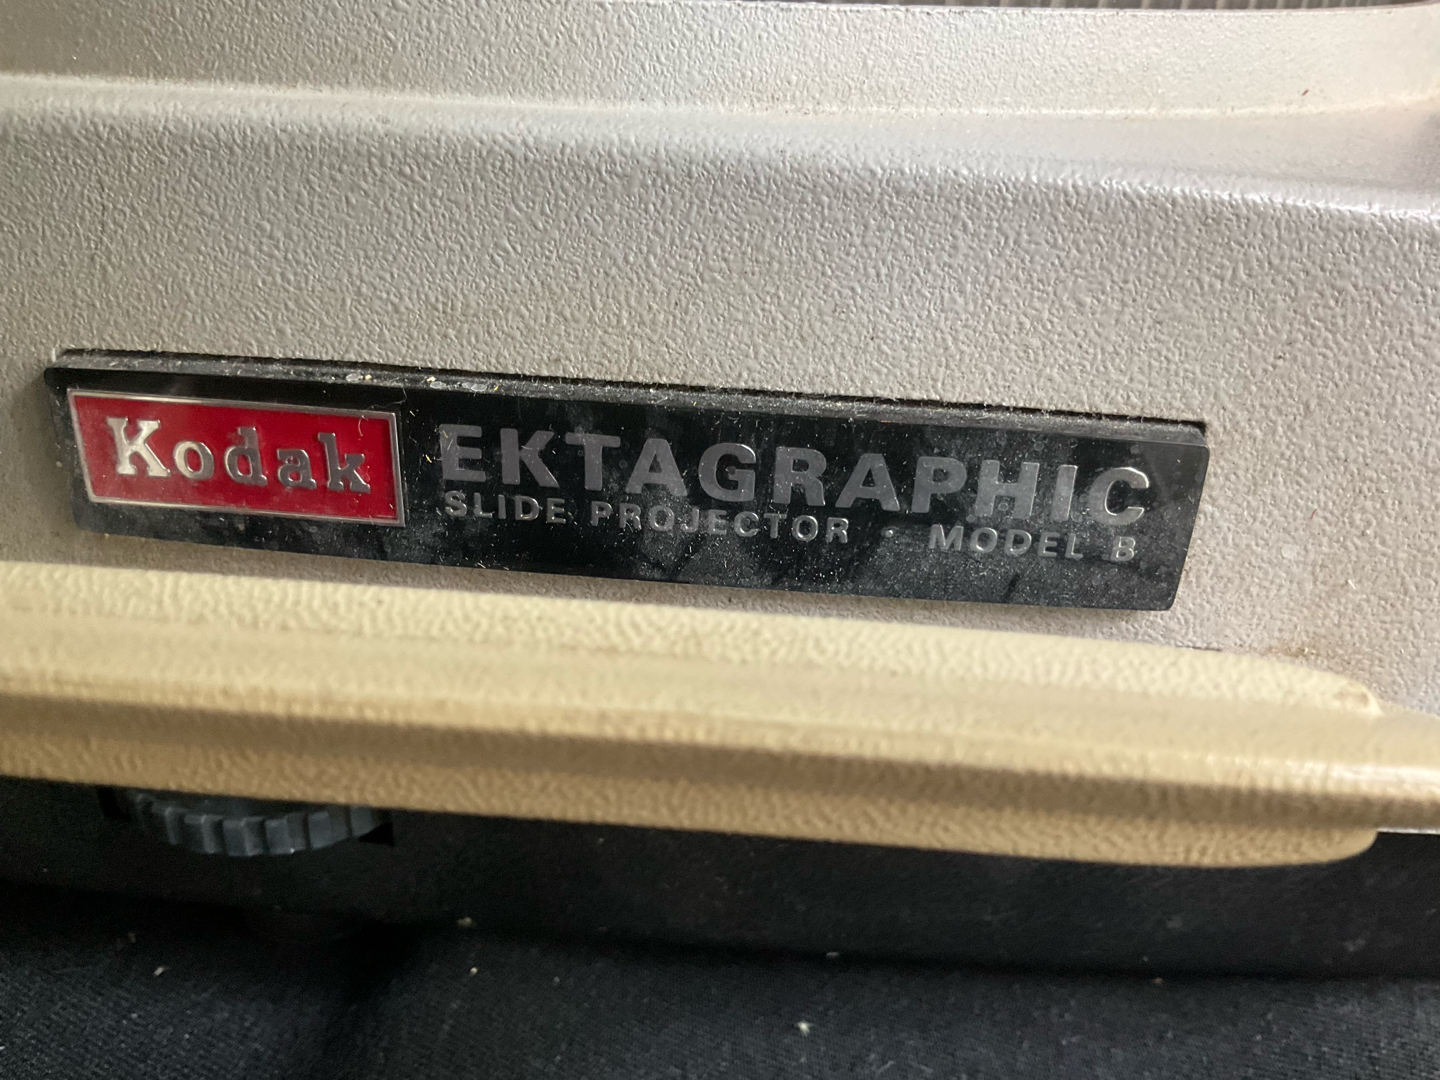 Kodak EKTAGRAPHIC
SLIDE PROJECTOR · MODEL B